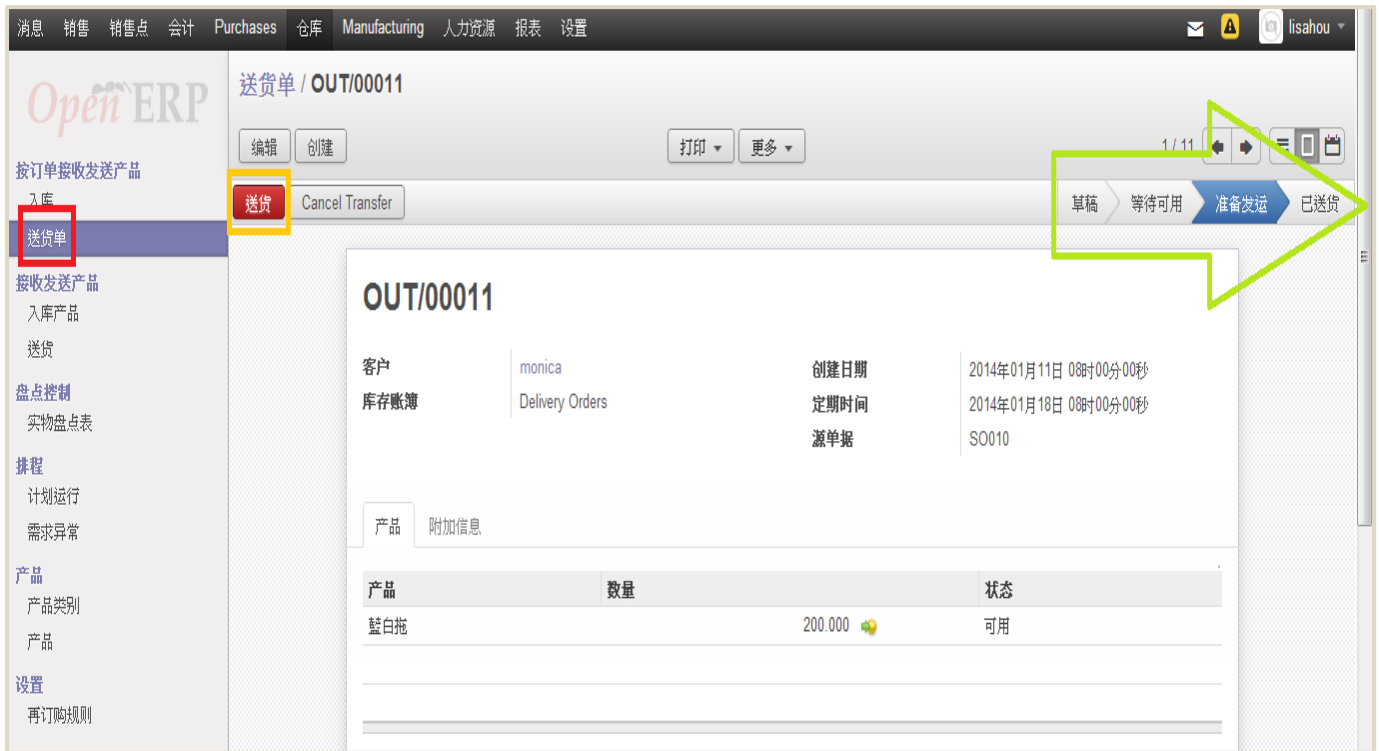 消息 销售 销售点 会计 Purchases 仓库 Manufacturing 人力资源 报表 设置 lisahou
Open ERP
送货单 / OUT/00011
编辑 创建 打印 更多 1 / 11
送货 Cancel Transfer 草稿 等待可用 准备发运 已送货
按订单接收发送产品
入库
送货单
接收发送产品
入库产品
送货
盘点控制
实物盘点表
排程
计划运行
需求异常
产品
产品类别
产品
设置
再订购规则
OUT/00011
客户 monica 创建日期 2014年01月11日 08时00分00秒
库存账簿 Delivery Orders 定期时间 2014年01月18日 08时00分00秒
源单据 SO010
产品 附加信息
产品 数量 状态
藍白拖 200.000 可用